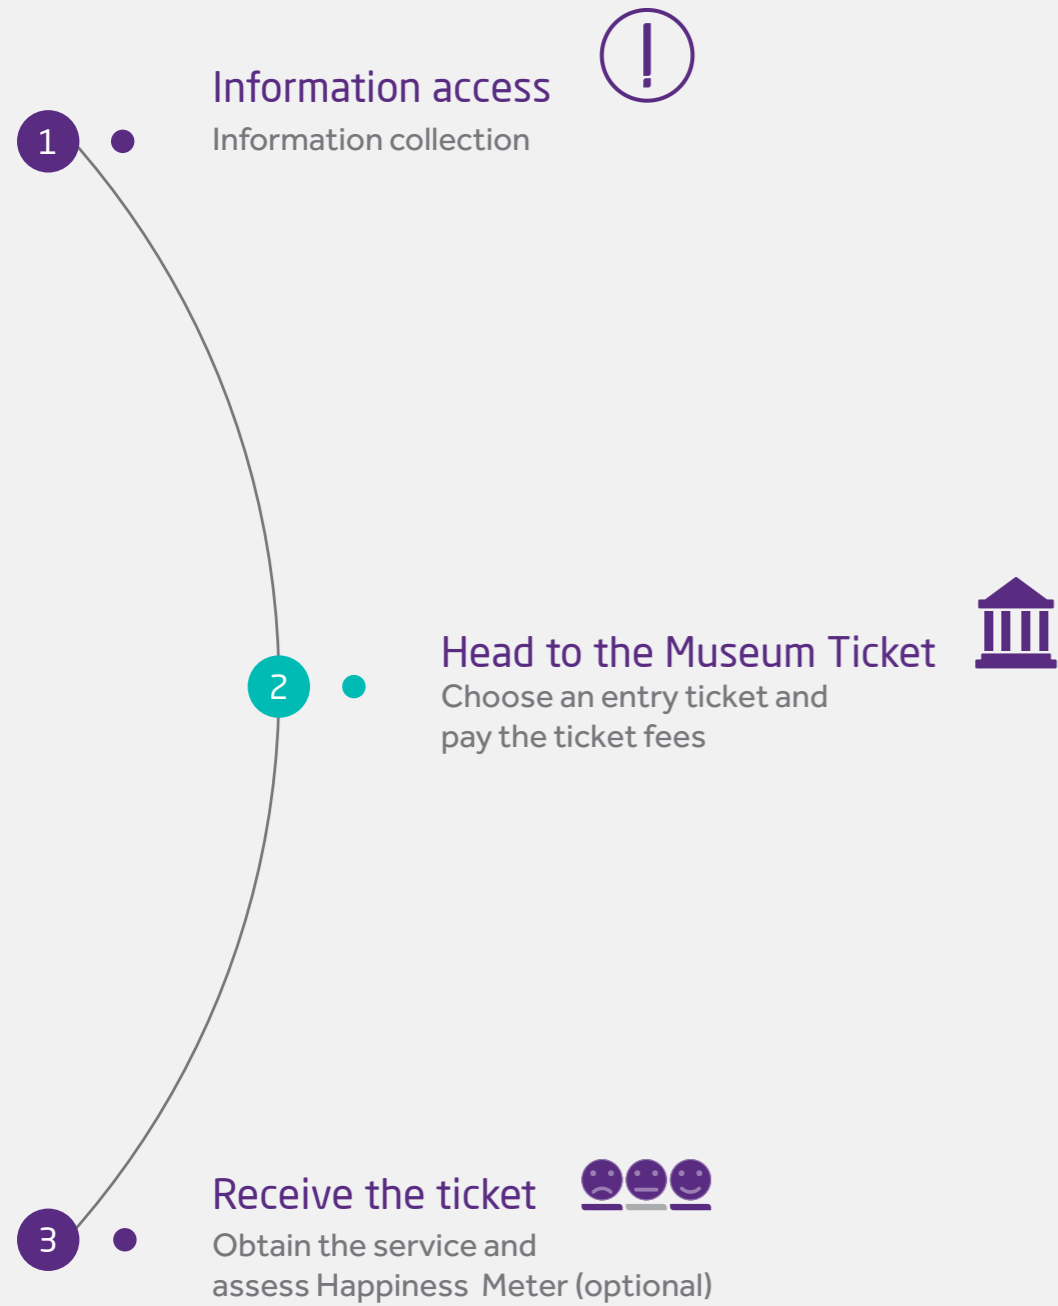 Information access
1
Information collection
Head to the Museum Ticket
2
Choose an entry ticket and
pay the ticket fees
Receive the ticket
3
Obtain the service and
assess Happiness Meter (optional)